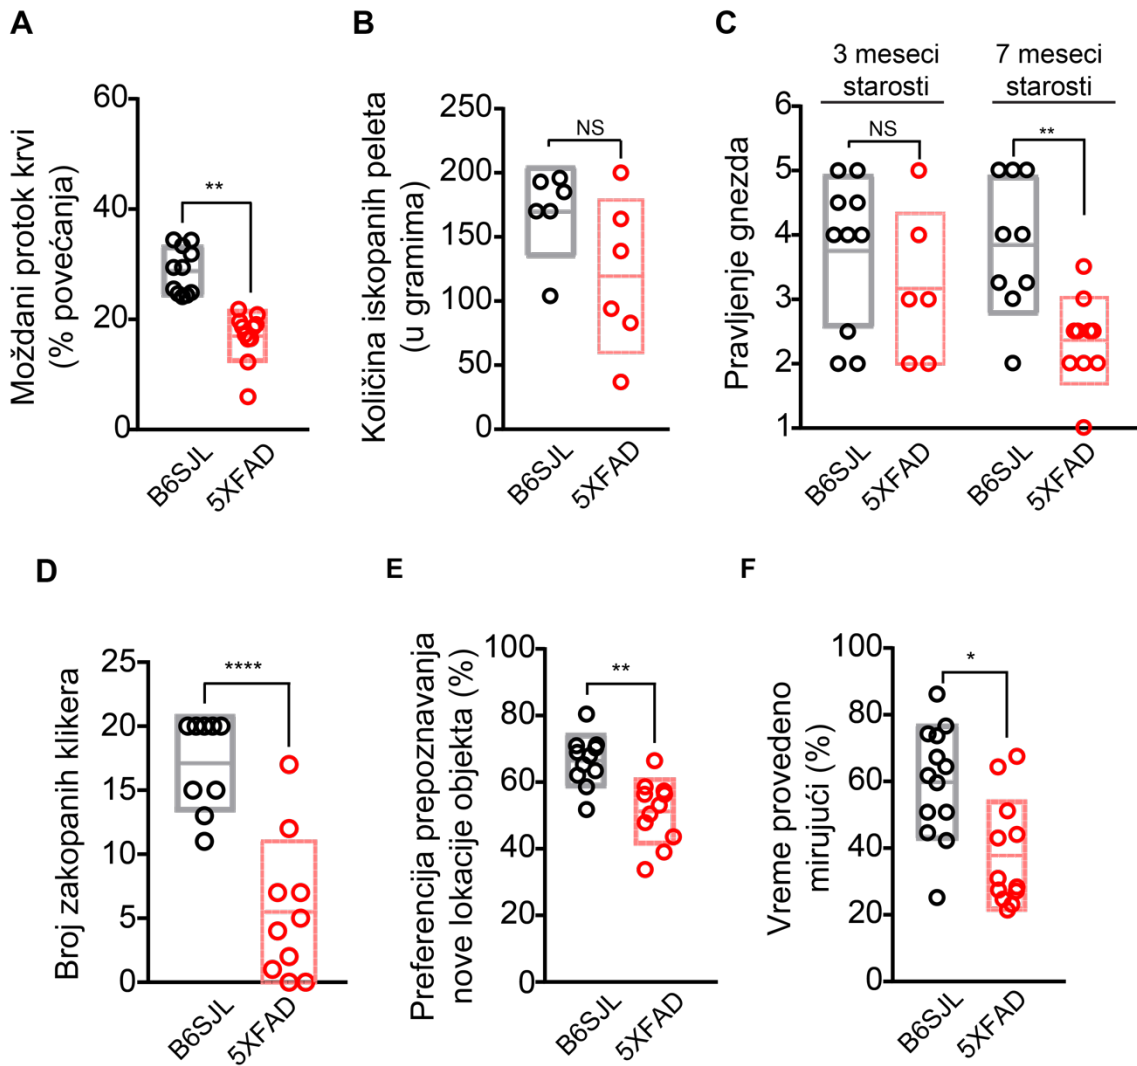 A
Moždani protok krvi
(% povećanja)
60
40
20
0
**
B6SJL
5XFAD
B
Količina iskopanih peleta
(u gramima)
250
200
150
100
50
0
NS
B6SJL
5XFAD
C
3 meseci
starosti
7 meseci
starosti
Pravljenje gnezda
6
5
4
3
2
1
NS
**
B6SJL
5XFAD
B6SJL
5XFAD
D
Broj zakopanih klikera
25
20
15
10
5
0
****
B6SJL
5XFAD
E
Preferencija prepoznavanja
nove lokacije objekta (%)
100
80
60
40
20
0
**
B6SJL
5XFAD
F
Vreme provedeno
mirujući (%)
100
80
60
40
20
0
*
B6SJL
5XFAD